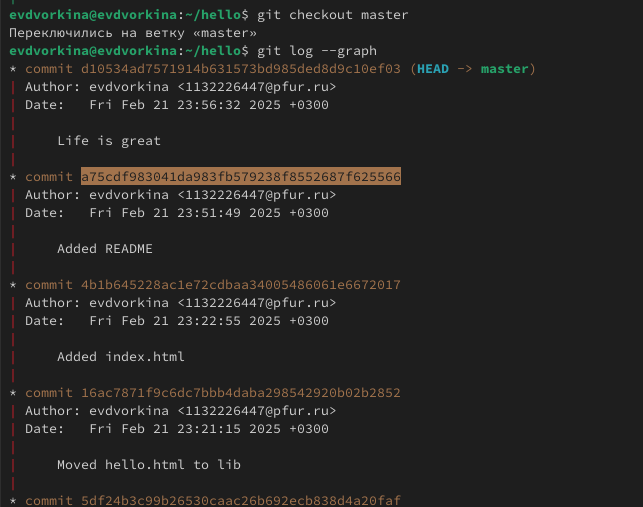 evdvorkina@evdvorkina:~/hello$ git checkout master
Переключились на ветку «master»
evdvorkina@evdvorkina:~/hello$ git log --graph
* commit d10534ad7571914b631573bd985ded8d9c10ef03 (HEAD -> master)
| Author: evdvorkina <1132226447@pfur.ru>
| Date:   Fri Feb 21 23:56:32 2025 +0300
|
|     Life is great
|
* commit a75cdf983041da983fb579238f8552687f625566
| Author: evdvorkina <1132226447@pfur.ru>
| Date:   Fri Feb 21 23:51:49 2025 +0300
|
|     Added README
|
* commit 4b1b645228ac1e72cdbaa34005486061e6672017
| Author: evdvorkina <1132226447@pfur.ru>
| Date:   Fri Feb 21 23:22:55 2025 +0300
|
|     Added index.html
|
* commit 16ac7871f9c6dc7bbb4daba298542920b02b2852
| Author: evdvorkina <1132226447@pfur.ru>
| Date:   Fri Feb 21 23:21:15 2025 +0300
|
|     Moved hello.html to lib
|
* commit 5df24b3c99b26530caac26b692ecb838d4a20faf